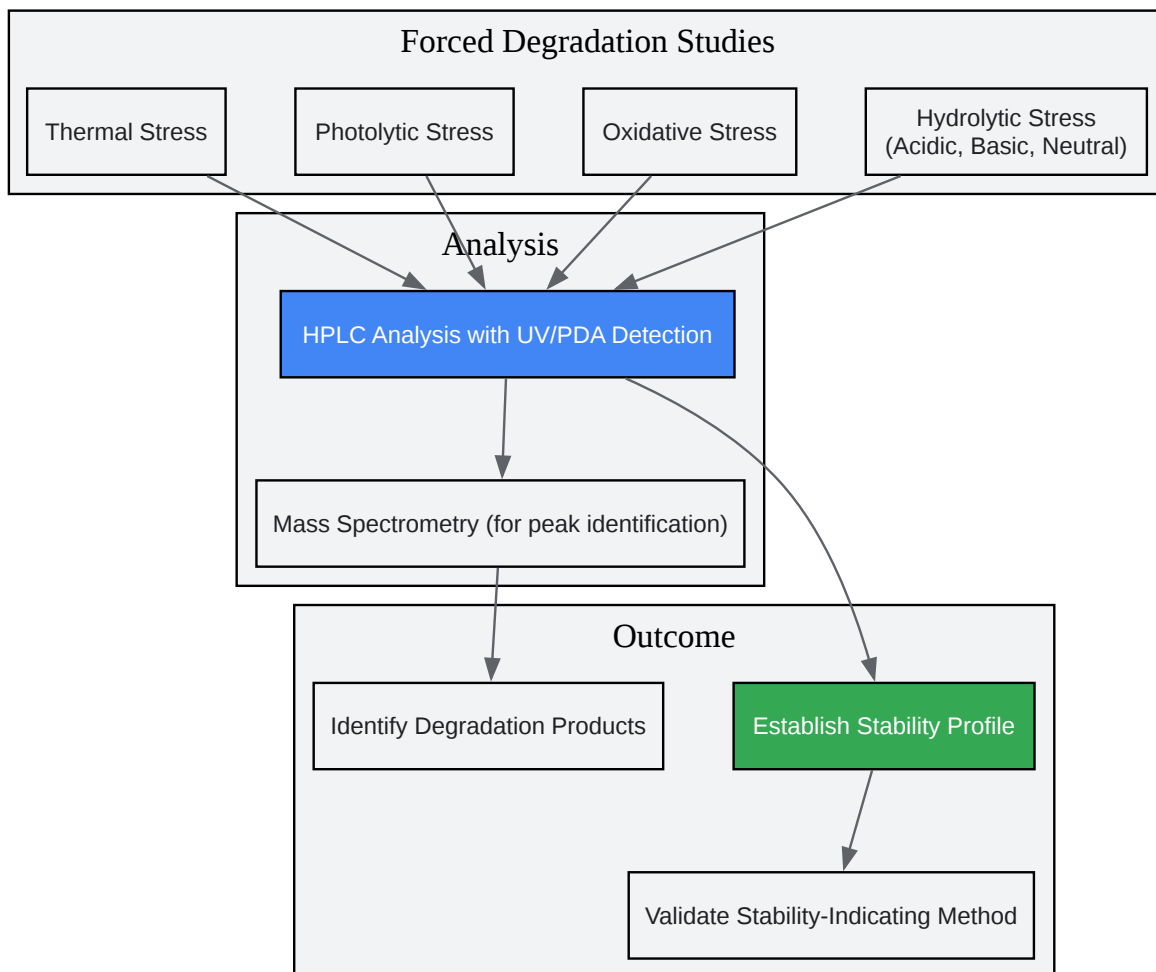 Forced Degradation Studies
Thermal Stress
Photolytic Stress
Oxidative Stress
Hydrolytic Stress
(Acidic, Basic, Neutral)
Analysis
HPLC Analysis with UV/PDA Detection
Mass Spectrometry (for peak identification)
Outcome
Identify Degradation Products
Establish Stability Profile
Validate Stability-Indicating Method